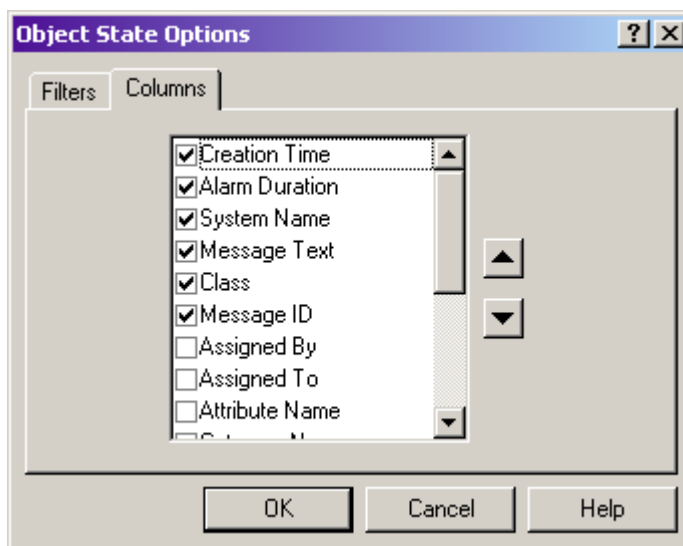 Object State Options
Filters
Columns
Creation Time
Alarm Duration
System Name
Message Text
Class
Message ID
Assigned By
Assigned To
Attribute Name
OK
Cancel
Help